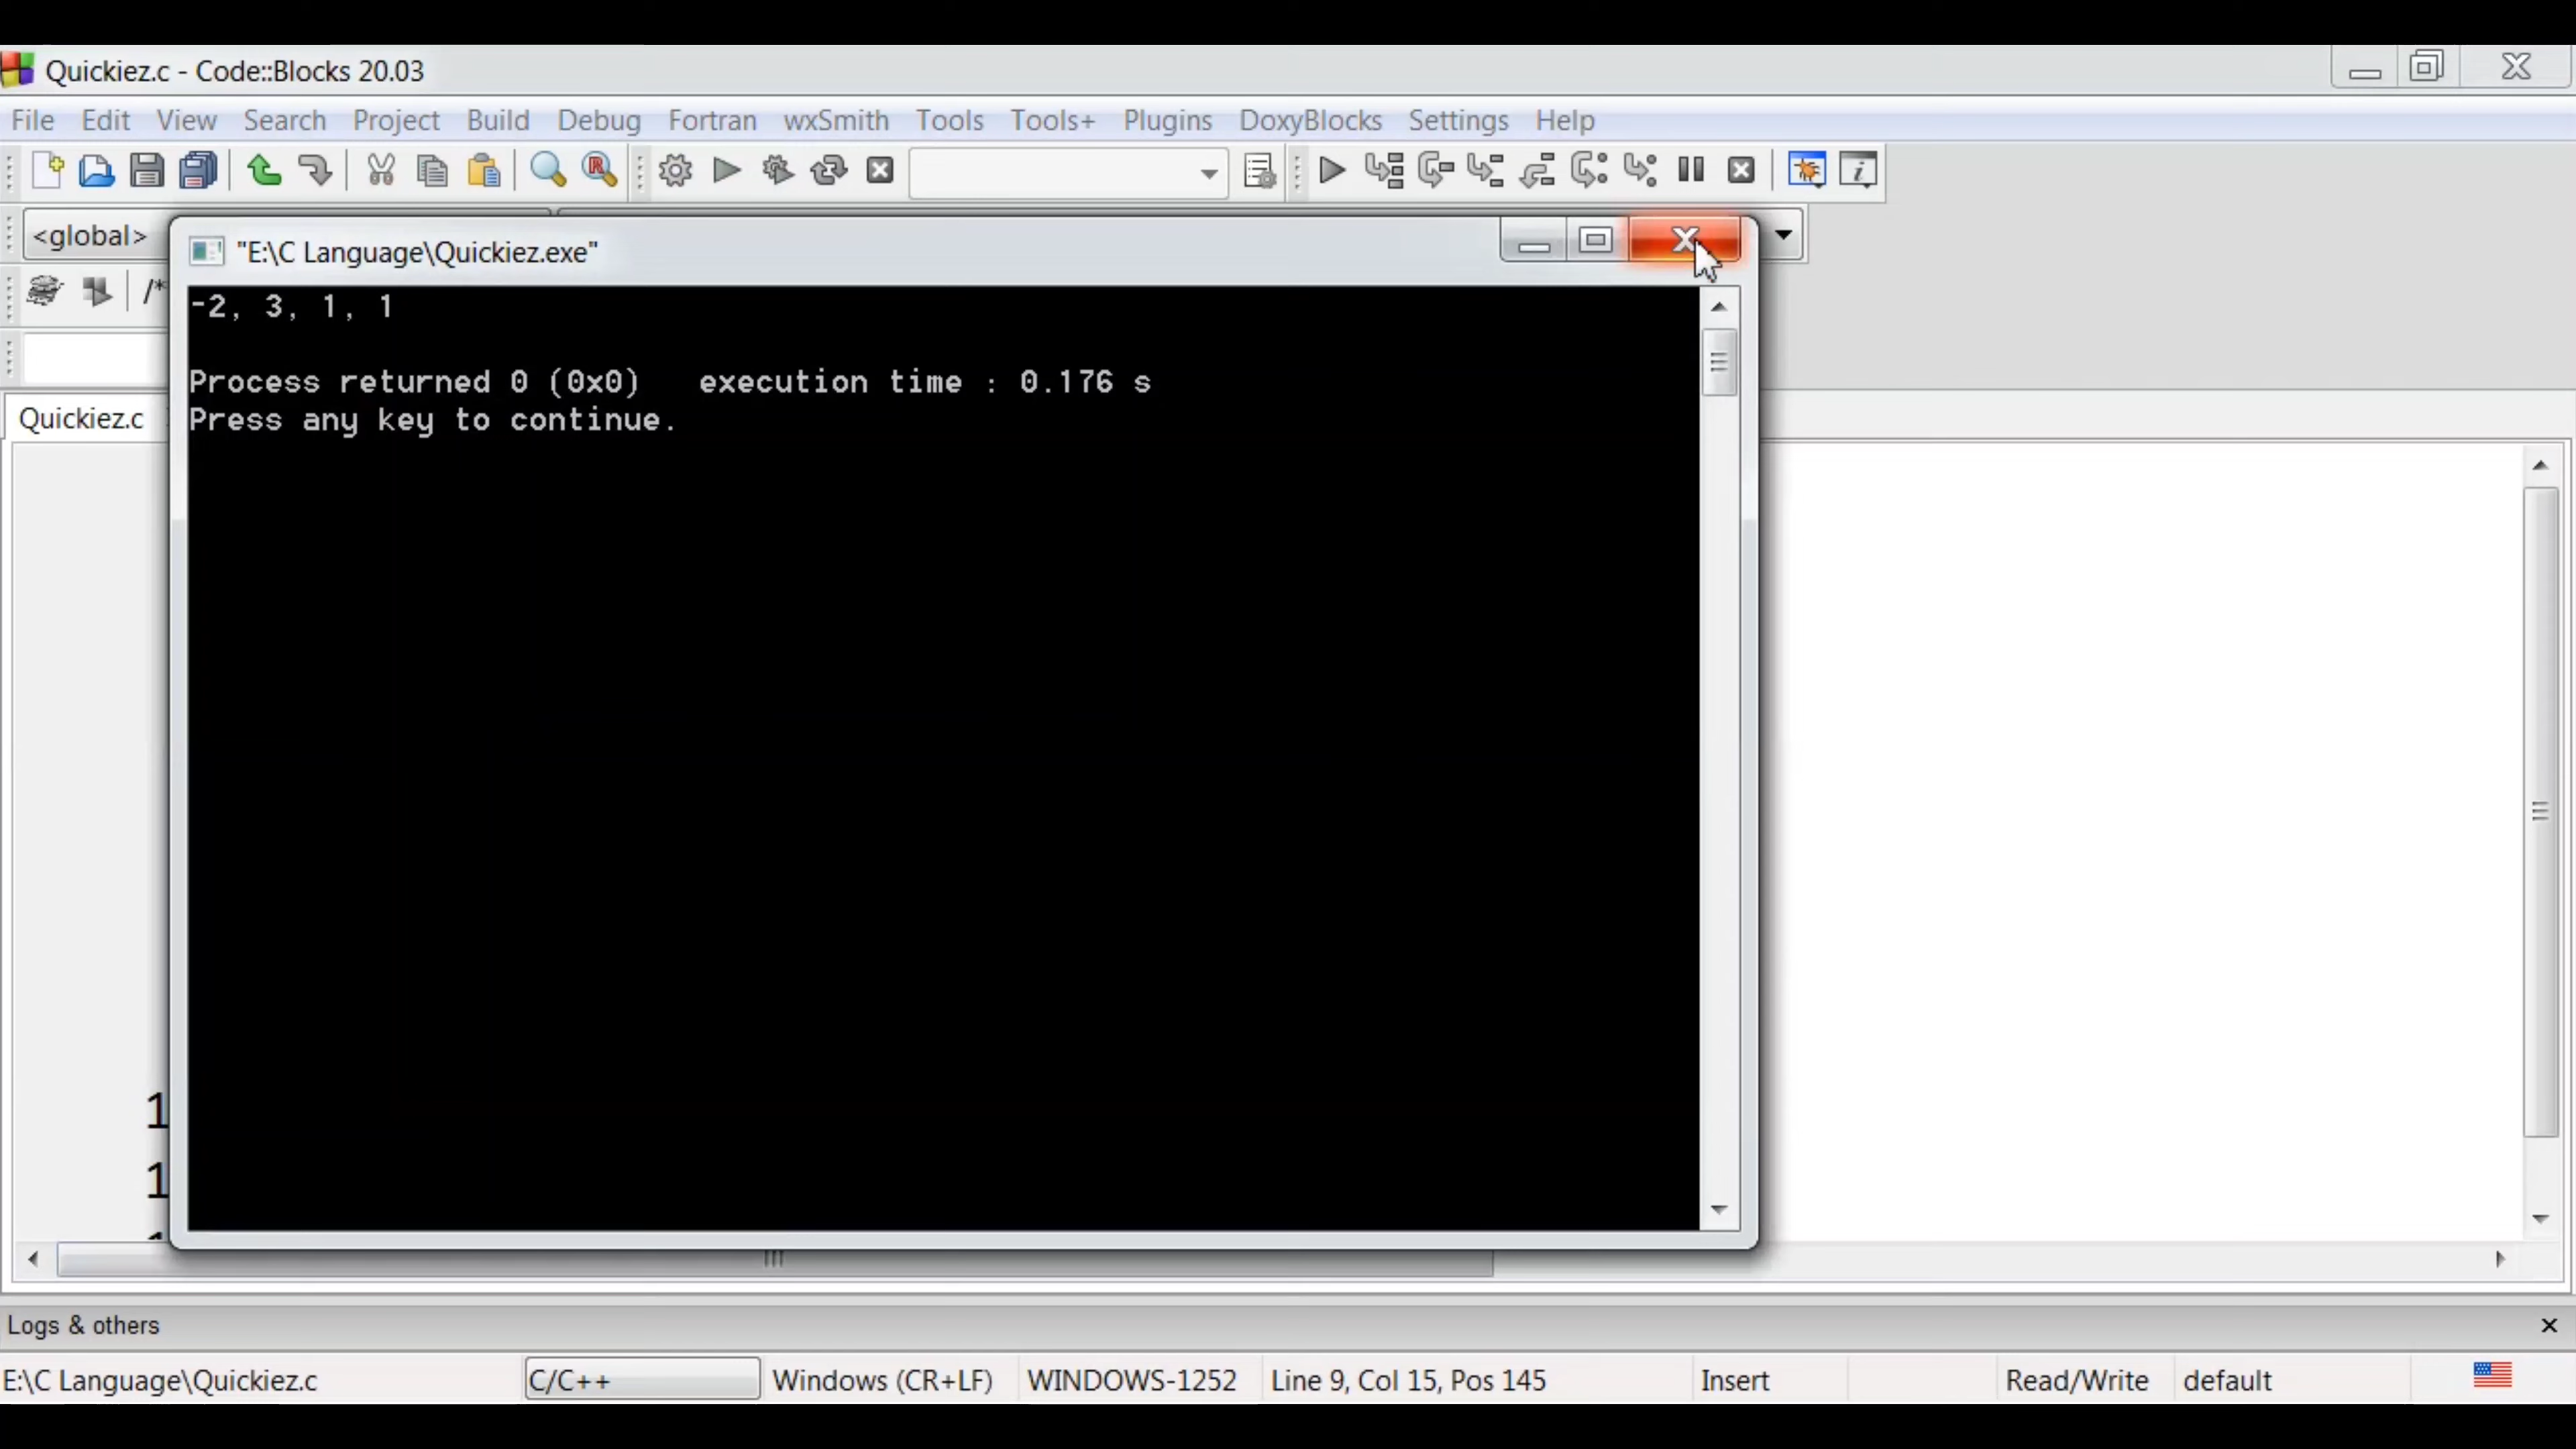 Quickiez.c - Code::Blocks 20.03
File Edit View Search Project Build Debug Fortran wxSmith Tools Tools+ Plugins DoxyBlocks Settings Help
<global>
"E:\C Language\Quickiez.exe"
/*
-2, 3, 1, 1
Process returned 0 (0x0)   execution time : 0.176 s
Press any key to continue.
Quickiez.c
1
1
Logs & others
E:\C Language\Quickiez.c C/C++ Windows (CR+LF) WINDOWS-1252 Line 9, Col 15, Pos 145 Insert Read/Write default